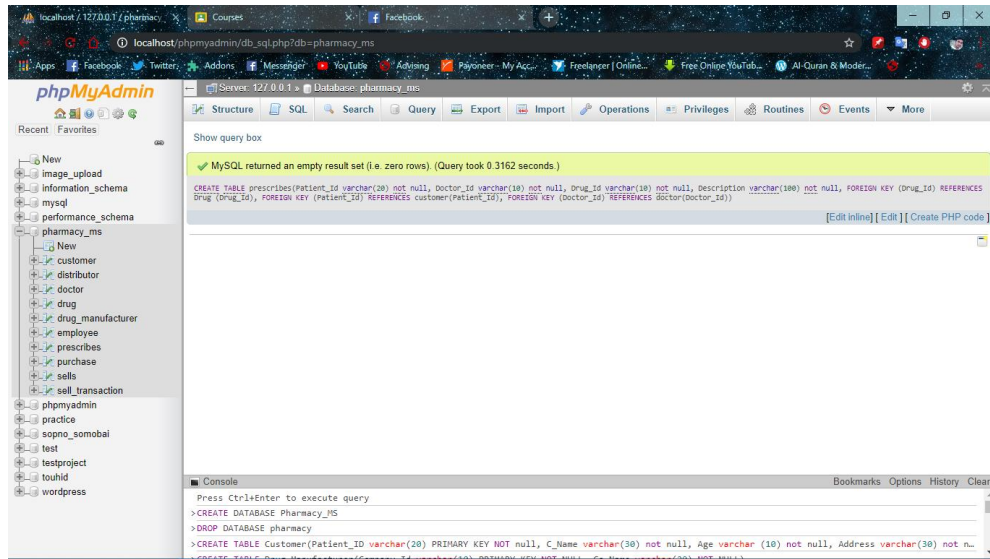 localhost / 127.0.0.1 / pharmacy
Courses
Facebook
localhost/phpmyadmin/db_sql.php?db=pharmacy_ms
Apps Facebook Twitter Addons Messenger YouTube Advising Payoneer - My Acc... Freelancer | Online... Free Online YouTub... Al-Quran & Moder...
phpMyAdmin
Recent Favorites
New
image_upload
information_schema
mysql
performance_schema
pharmacy_ms
New
customer
distributor
doctor
drug
drug_manufacturer
employee
prescribes
purchase
sells
sell_transaction
phpmyadmin
practice
sopno_somobai
test
testproject
touhid
wordpress
Server: 127.0.0.1 » Database: pharmacy_ms
Structure SQL Search Query Export Import Operations Privileges Routines Events More
Show query box
MySQL returned an empty result set (i.e. zero rows). (Query took 0.3162 seconds.)
CREATE TABLE prescribes(Patient_Id varchar(20) not null, Doctor_Id varchar(10) not null, Drug_Id varchar(10) not null, Description varchar(100) not null, FOREIGN KEY (Drug_Id) REFERENCES
Drug (Drug_Id), FOREIGN KEY (Patient_Id) REFERENCES customer(Patient_Id), FOREIGN KEY (Doctor_Id) REFERENCES doctor(Doctor_Id))
[Edit inline] [ Edit ] [ Create PHP code ]
Console
Bookmarks Options History Clear
Press Ctrl+Enter to execute query
>CREATE DATABASE Pharmacy_MS
>DROP DATABASE pharmacy
>CREATE TABLE Customer(Patient_ID varchar(20) PRIMARY KEY NOT null, C_Name varchar(30) not null, Age varchar (10) not null, Address varchar(30) not n…